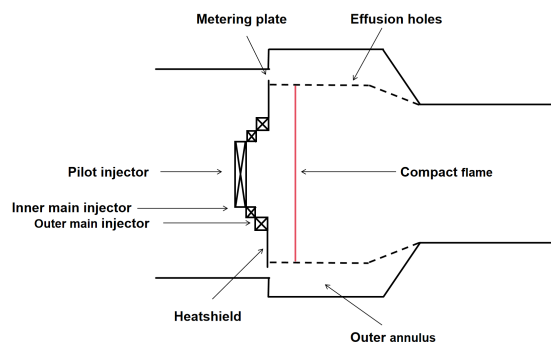 Metering plate
Effusion holes
Pilot injector
Compact flame
Inner main injector
Outer main injector
Heatshield
Outer annulus